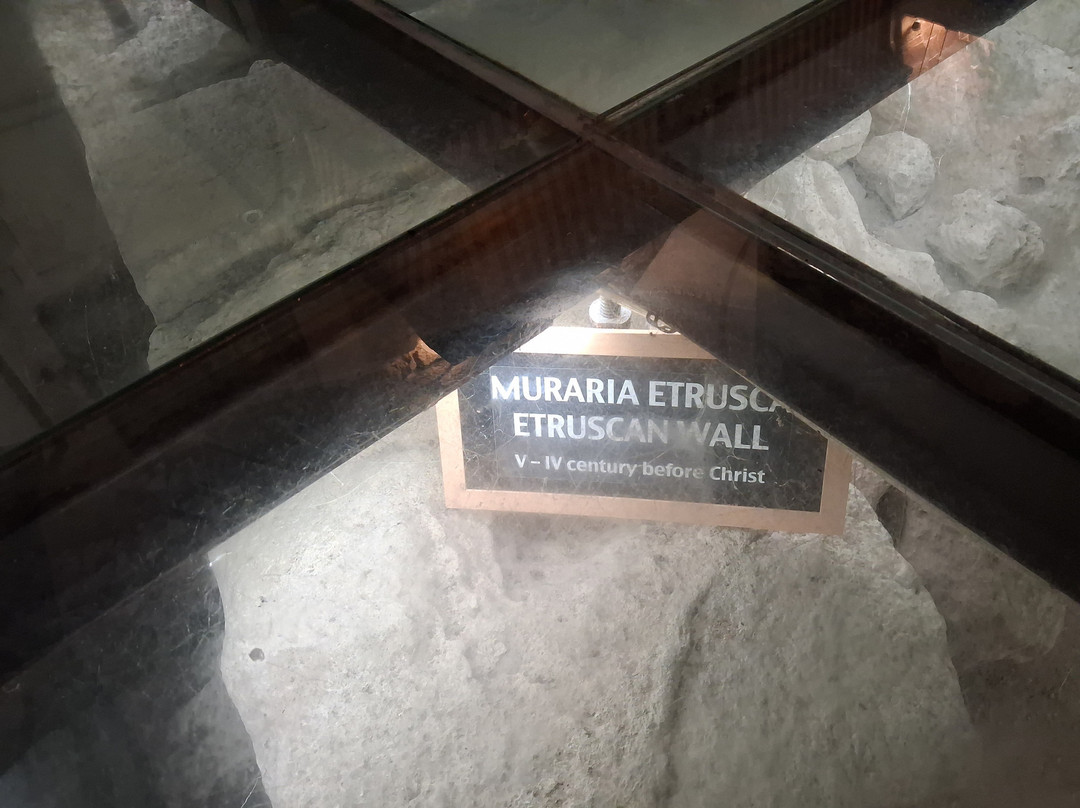 MURARIA ETRUSCA
ETRUSCAN WALL
V – IV century before Christ